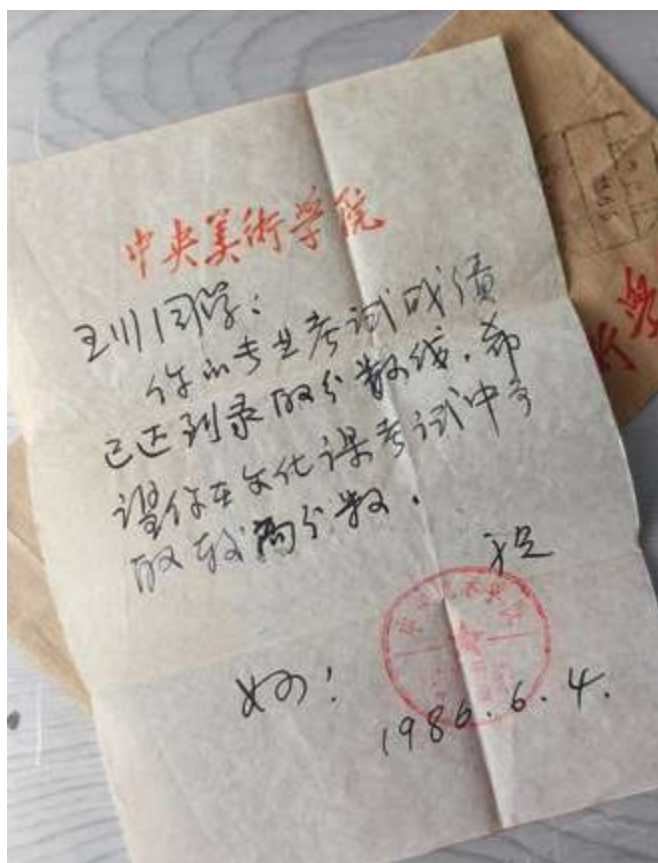 中央美術学院
王川同学：
你的专业考试成绩
已达到录取分数线。希
望你在文化课考试中争
取较高分数。
祝
好！
1986.6.4.